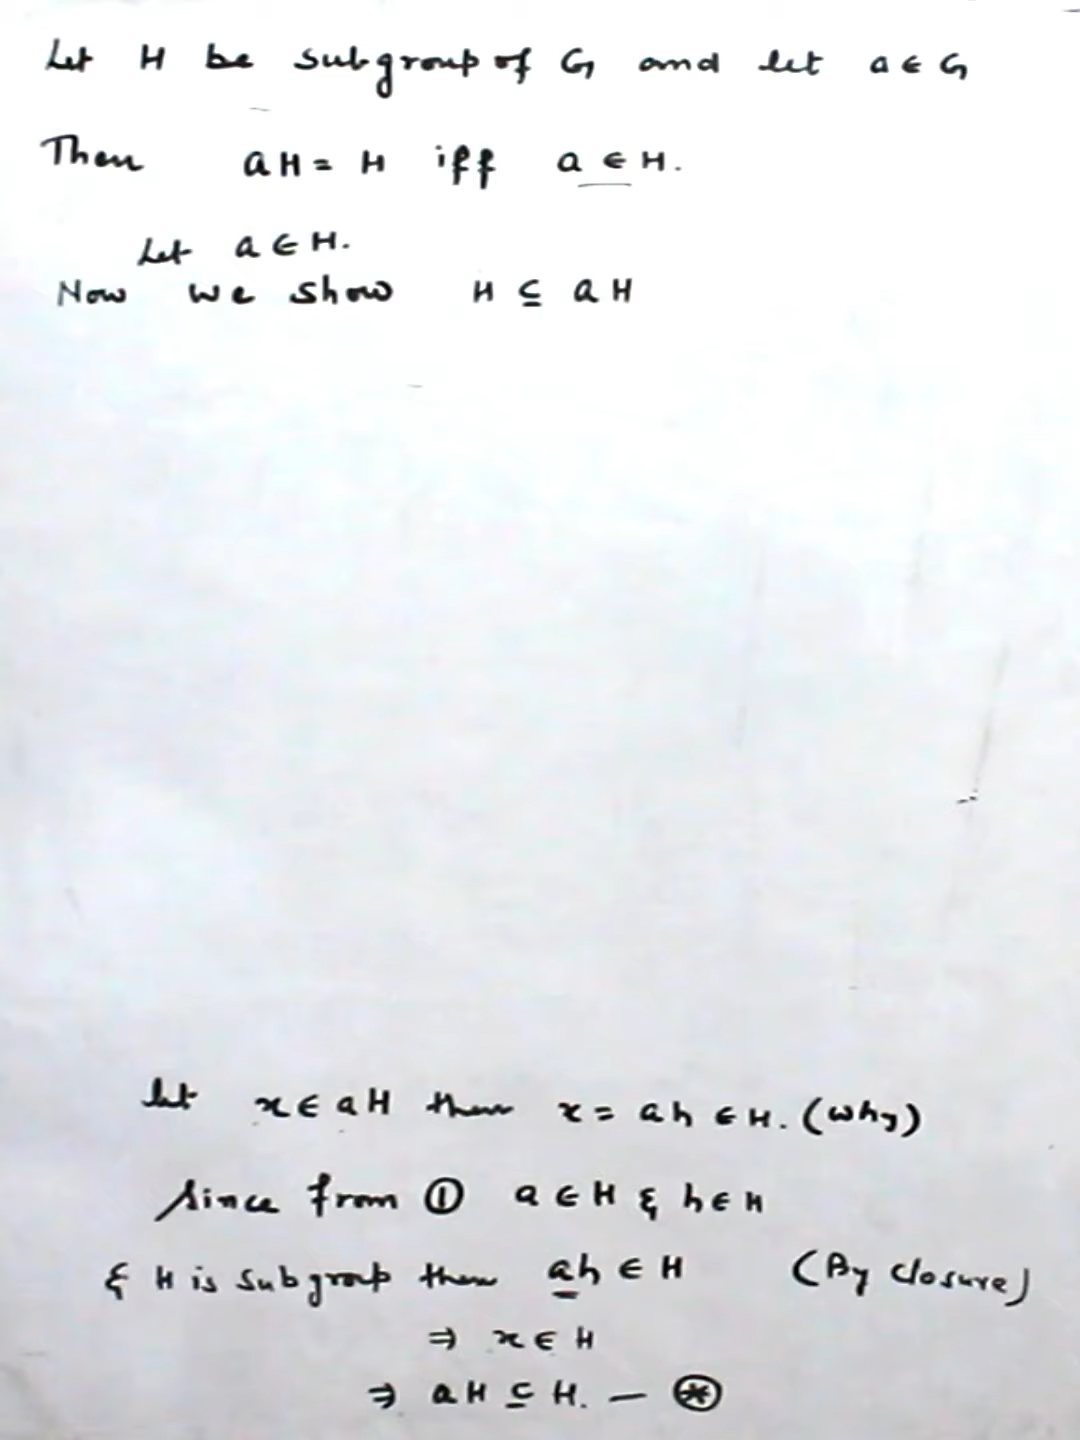 Let H be subgroup of G and let a ∈ G
Then aH = H iff a ∈ H.
Let a ∈ H.
Now we show H ⊆ aH
let x ∈ aH then x = ah ∈ H. (why)
Since from ① a ∈ H & h ∈ H
& H is subgroup then ah ∈ H (By closure)
⇒ x ∈ H
⇒ aH ⊆ H. — ⊛